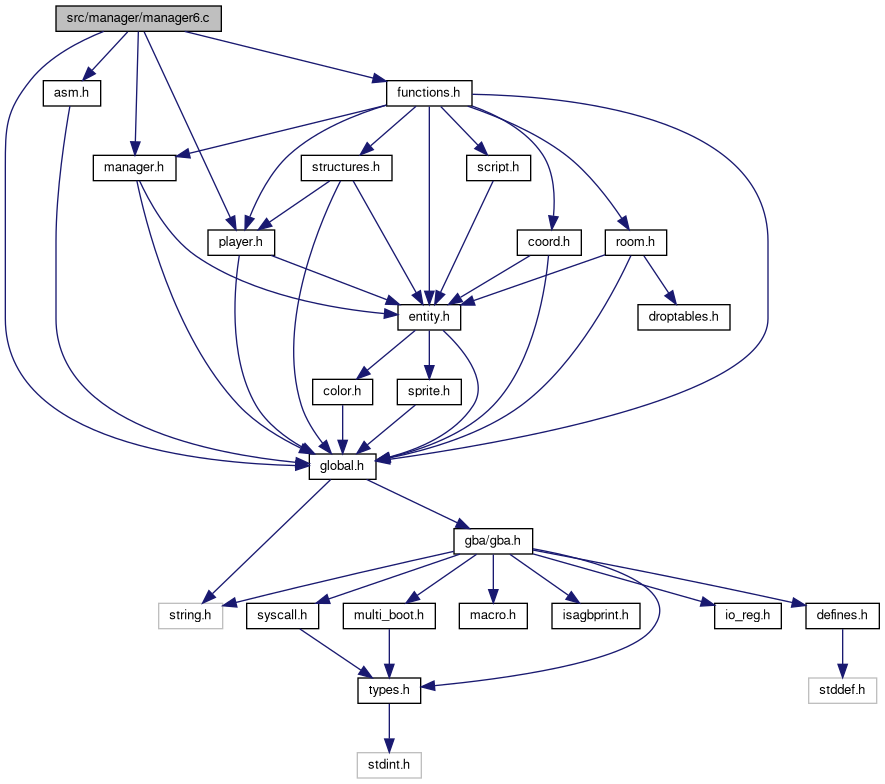 src/manager/manager6.c
asm.h
functions.h
manager.h
structures.h
script.h
player.h
coord.h
room.h
entity.h
droptables.h
color.h
sprite.h
global.h
gba/gba.h
string.h
syscall.h
multi_boot.h
macro.h
isagbprint.h
io_reg.h
defines.h
types.h
stddef.h
stdint.h